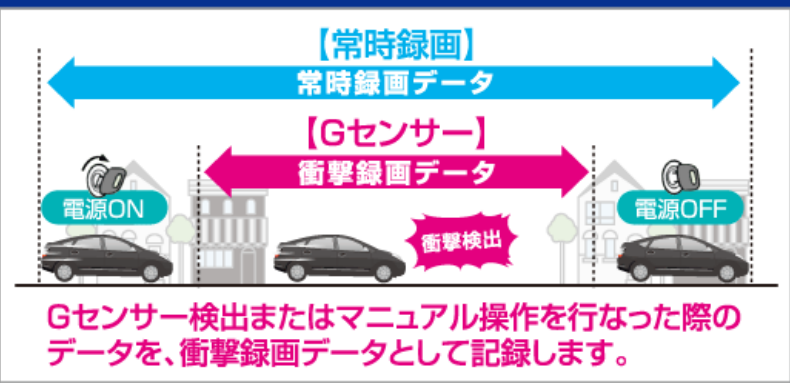 【常時録画】
常時録画データ
【Gセンサー】
衝撃録画データ
電源ON
電源OFF
衝撃検出
Gセンサー検出またはマニュアル操作を行なった際の
データを、衝撃録画データとして記録します。